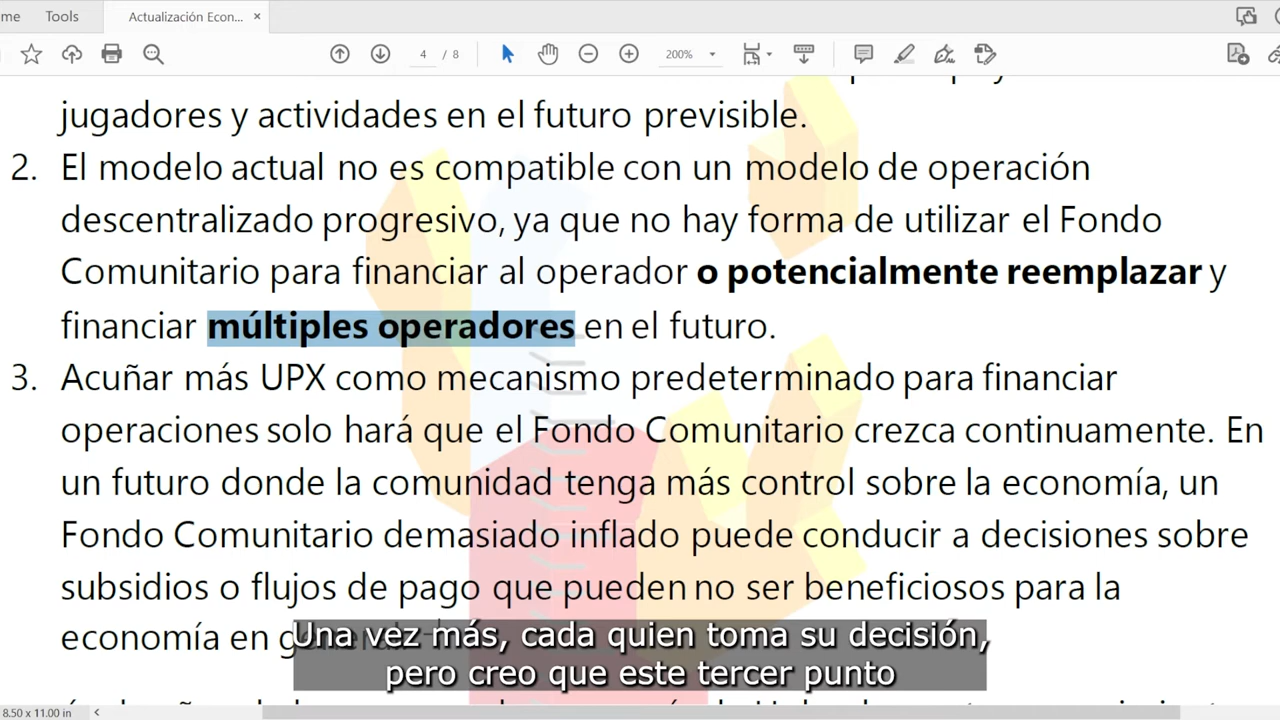 me Tools Actualización Econ... ×
4 / 8 200%
jugadores y actividades en el futuro previsible.
2. El modelo actual no es compatible con un modelo de operación
descentralizado progresivo, ya que no hay forma de utilizar el Fondo
Comunitario para financiar al operador o potencialmente reemplazar y
financiar múltiples operadores en el futuro.
3. Acuñar más UPX como mecanismo predeterminado para financiar
operaciones solo hará que el Fondo Comunitario crezca continuamente. En
un futuro donde la comunidad tenga más control sobre la economía, un
Fondo Comunitario demasiado inflado puede conducir a decisiones sobre
subsidios o flujos de pago que pueden no ser beneficiosos para la
economía en general.
Una vez más, cada quien toma su decisión,
pero creo que este tercer punto
8.50 x 11.00 in